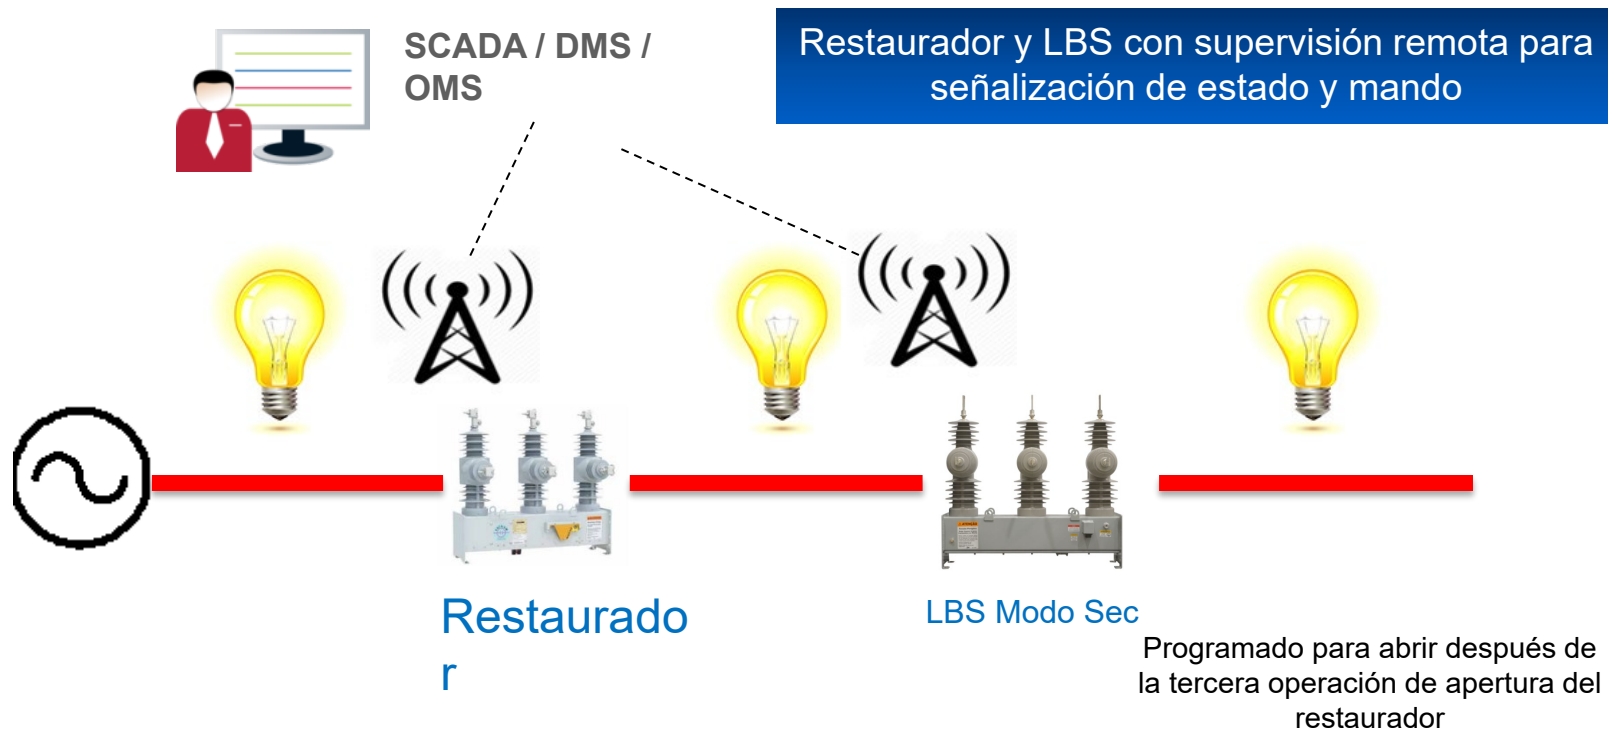 SCADA / DMS /
OMS
Restaurador y LBS con supervisión remota para
señalización de estado y mando
Restaurado
r
LBS Modo Sec
Programado para abrir después de
la tercera operación de apertura del
restaurador